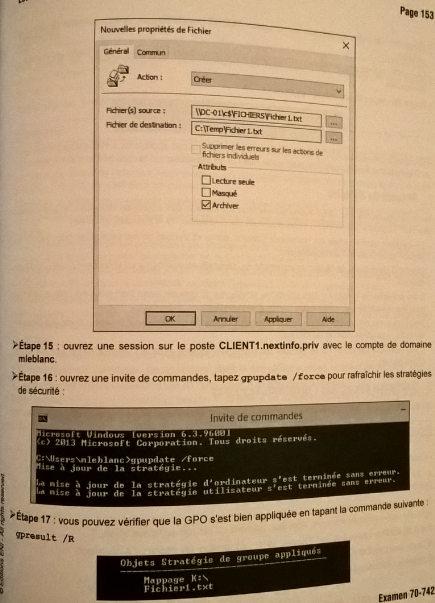 Page 153
Nouvelles propriétés de Fichier
X
Général Commun
Action : Créer
Fichier(s) source : \\DC-01\c$\FICHIERS\Fichier1.txt ...
Fichier de destination : C:\Temp\Fichier1.txt ...
Supprimer les erreurs sur les actions de
fichiers individuels
Attributs
Lecture seule
Masqué
Archiver
OK Annuler Appliquer Aide
➢Étape 15 : ouvrez une session sur le poste CLIENT1.nextinfo.priv avec le compte de domaine
mleblanc.
➢Étape 16 : ouvrez une invite de commandes, tapez gpupdate /force pour rafraîchir les stratégies
de sécurité :
Invite de commandes
Microsoft Windows [version 6.3.9600]
(c) 2013 Microsoft Corporation. Tous droits réservés.
C:\Users\mleblanc>gpupdate /force
Mise à jour de la stratégie...
La mise à jour de la stratégie d'ordinateur s'est terminée sans erreur.
La mise à jour de la stratégie utilisateur s'est terminée sans erreur.
➢Étape 17 : vous pouvez vérifier que la GPO s'est bien appliquée en tapant la commande suivante :
gpresult /R
Objets Stratégie de groupe appliqués
Mappage K:\
Fichier1.txt
Examen 70-742
© Editions ENI - All rights reserved